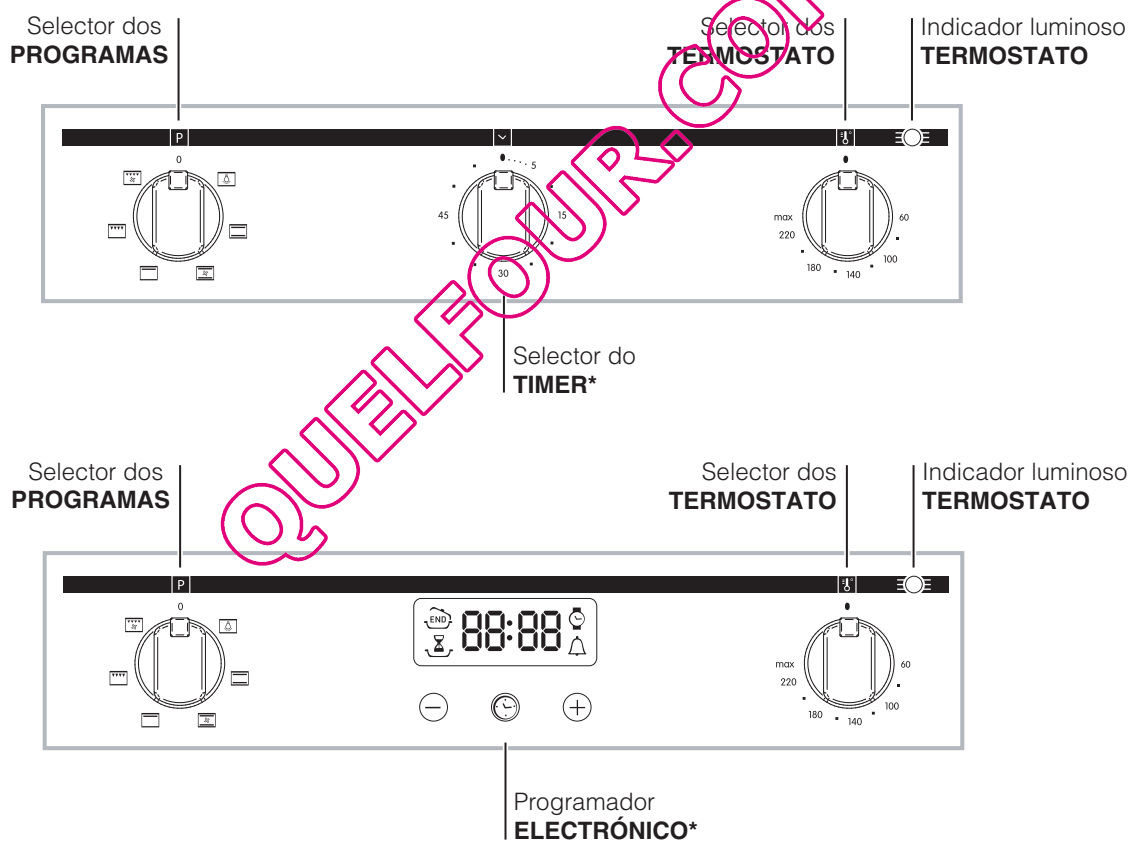 Selector dos
PROGRAMAS
Selector dos
TERMOSTATO
Indicador luminoso
TERMOSTATO
P
0
5
15
30
45
60
100
140
180
220
max
Selector do
TIMER*
QUELFOUR.COM
Selector dos
PROGRAMAS
Selector dos
TERMOSTATO
Indicador luminoso
TERMOSTATO
P
0
END
88:88
60
100
140
180
220
max
Programador
ELECTRÓNICO*